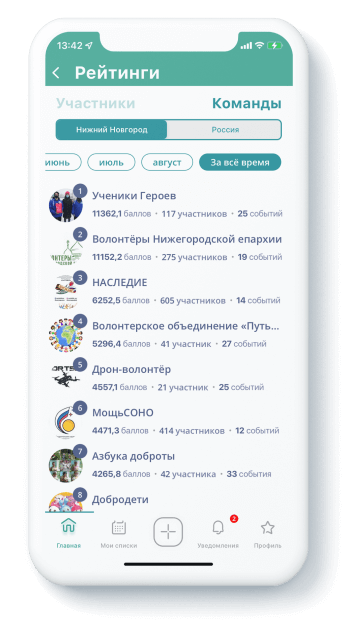 13:42
Рейтинги
Участники Команды
Нижний Новгород Россия
июнь июль август За всё время
1 Ученики Героев
11362,1 баллов • 117 участников • 25 событий
2 Волонтёры Нижегородской епархии
11152,2 баллов • 275 участников • 19 событий
3 НАСЛЕДИЕ
6252,5 баллов • 605 участников • 14 событий
4 Волонтерское объединение «Путь...
5296,4 баллов • 41 участник • 27 событий
5 Дрон-волонтёр
4557,1 баллов • 21 участник • 25 событий
6 МощьСОНО
4471,3 баллов • 414 участников • 12 событий
7 Азбука доброты
4265,8 баллов • 42 участника • 33 события
8 Добродети
2
Главная Мои списки Уведомления Профиль